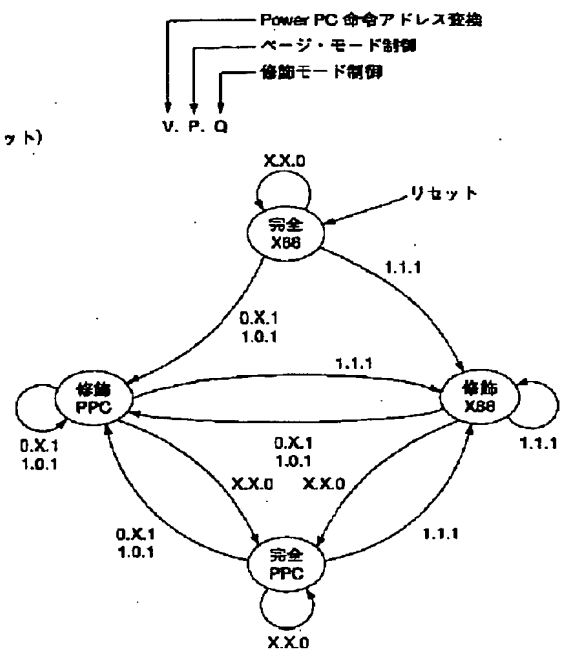 Power PC 命令アドレス変換
ページ・モード制御
修飾モード制御
V. P. Q
ット)
X.X.0
リセット
完全
X86
1.1.1
0.X.1
1.0.1
修飾
PPC
1.1.1
修飾
X86
0.X.1
1.0.1
0.X.1
1.0.1
1.1.1
X.X.0
X.X.0
0.X.1
1.0.1
1.1.1
完全
PPC
X.X.0